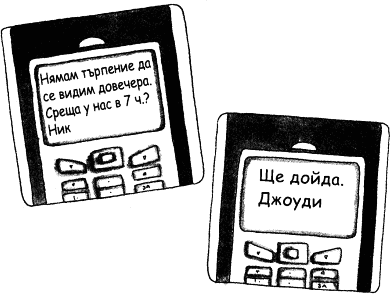 Нямам търпение да
се видим довечера.
Среща у нас в 7 ч.?
Ник
Ще дойда.
Джоуди